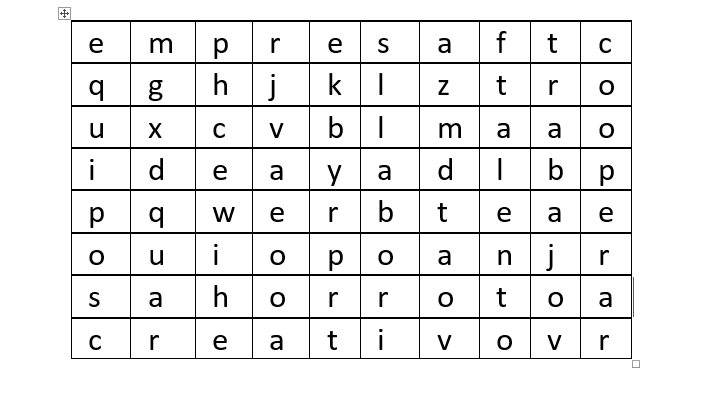 e m p r e s a f t c
q g h j k l z t r o
u x c v b l m a a o
i d e a y a d l b p
p q w e r b t e a e
o u i o p o a n j r
s a h o r r o t o a
c r e a t i v o v r